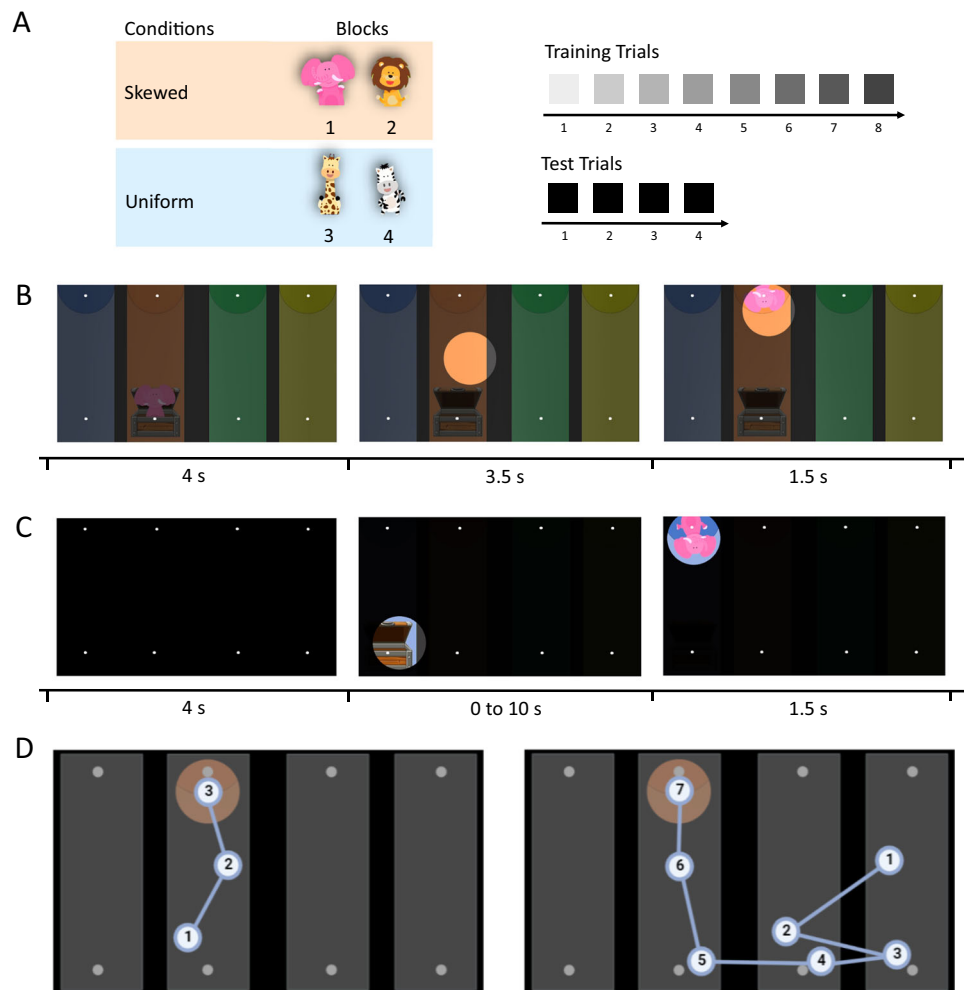 A
Conditions Blocks
Skewed
1 2
Uniform
3 4
Training Trials
1 2 3 4 5 6 7 8
Test Trials
1 2 3 4
B
4 s 3.5 s 1.5 s
C
4 s 0 to 10 s 1.5 s
D
3
2
1
7
1
6
2
3
5 4